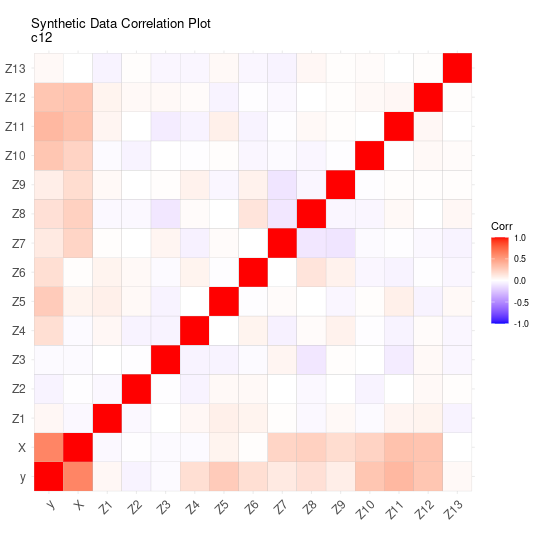 Synthetic Data Correlation Plot
c12
Z13
Z12
Z11
Z10
Z9
Z8
Z7
Z6
Z5
Z4
Z3
Z2
Z1
X
y
y X Z1 Z2 Z3 Z4 Z5 Z6 Z7 Z8 Z9 Z10 Z11 Z12 Z13
Corr
1.0
0.5
0.0
-0.5
-1.0